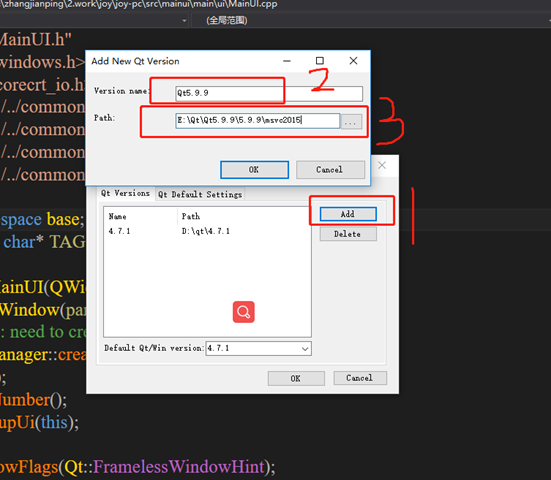 \zhangjianping\2.work\joy\joy-pc\src\mainui\main\ui\MainUI.cpp
(全局范围)
MainUI.h"
windows.h>
corecrt_io.h
/../common
/../common
/../common
/../common
space base;
char* TAG
MainUI(QWi
Window(par
: need to cre
anager::crea
);
Number();
upUi(this);
owFlags(Qt::FramelessWindowHint);
Add New Qt Version
Version name:
Qt5.9.9
2
Path:
E:\Qt\Qt5.9.9\5.9.9\msvc2015
...
3
OK
Cancel
Qt Versions
Qt Default Settings
Name
Path
4.7.1
D:\qt\4.7.1
Add
1
Delete
Default Qt/Win version:
4.7.1
OK
Cancel